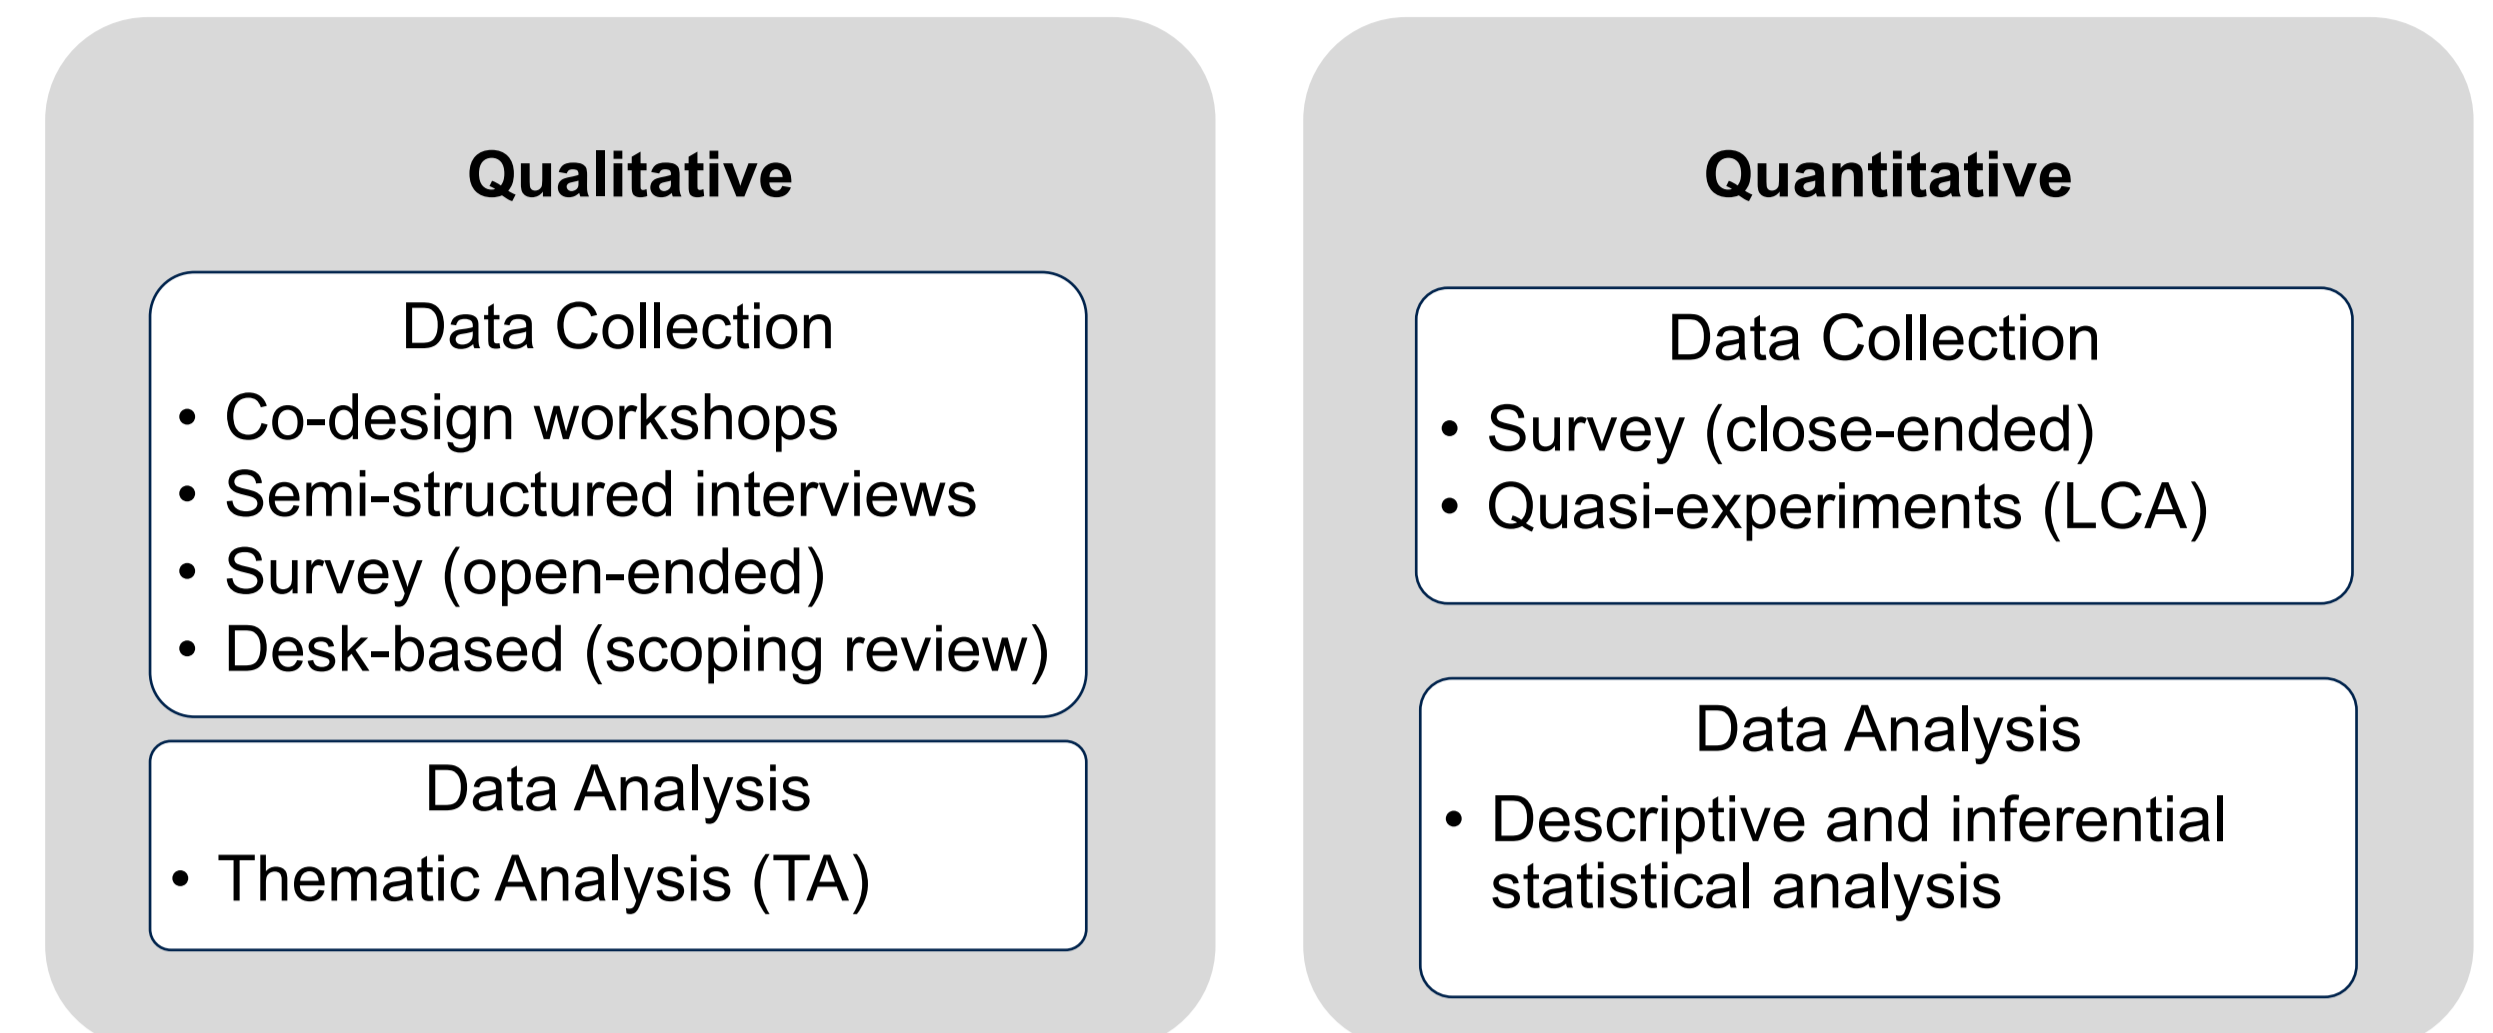 Qualitative
Data Collection
• Co-design workshops
• Semi-structured interviews
• Survey (open-ended)
• Desk-based (scoping review)
Data Analysis
• Thematic Analysis (TA)
Quantitative
Data Collection
• Survey (close-ended)
• Quasi-experiments (LCA)
Data Analysis
• Descriptive and inferential
statistical analysis